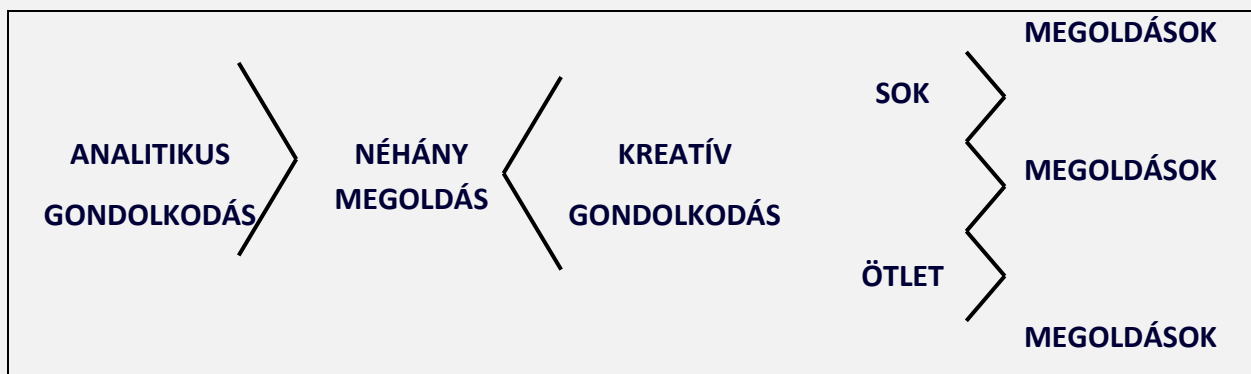 ANALITIKUS
GONDOLKODÁS
NÉHÁNY
MEGOLDÁS
KREATÍV
GONDOLKODÁS
SOK
ÖTLET
MEGOLDÁSOK
MEGOLDÁSOK
MEGOLDÁSOK